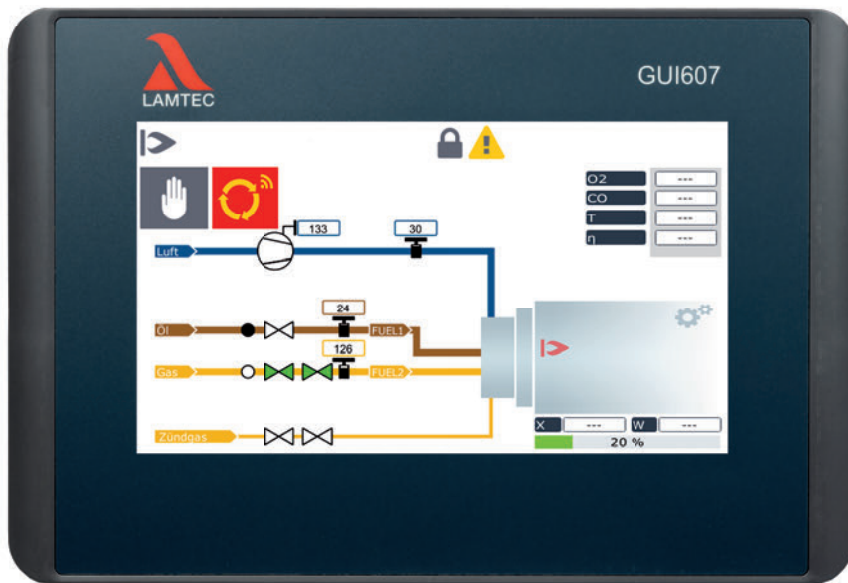 LAMTEC
GUI607
O2 ---
CO ---
T ---
η ---
133
30
Luft
24
Öl
FUEL1
126
Gas
FUEL2
Zündgas
X --- W ---
20 %